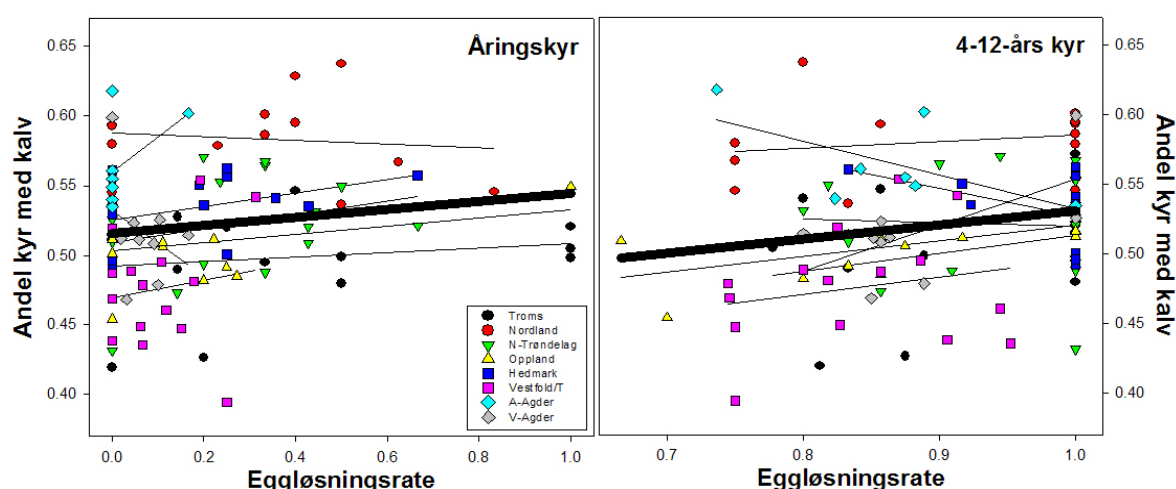 Åringskyr
4-12-års kyr
Andel kyr med kalv
0.65
0.60
0.55
0.50
0.45
0.40
0.0
0.2
0.4
0.6
0.8
1.0
Eggløsningsrate
Troms
Nordland
N-Trøndelag
Oppland
Hedmark
Vestfold/T
A-Agder
V-Agder
0.7
0.8
0.9
1.0
Eggløsningsrate
0.65
0.60
0.55
0.50
0.45
0.40
Andel kyr med kalv